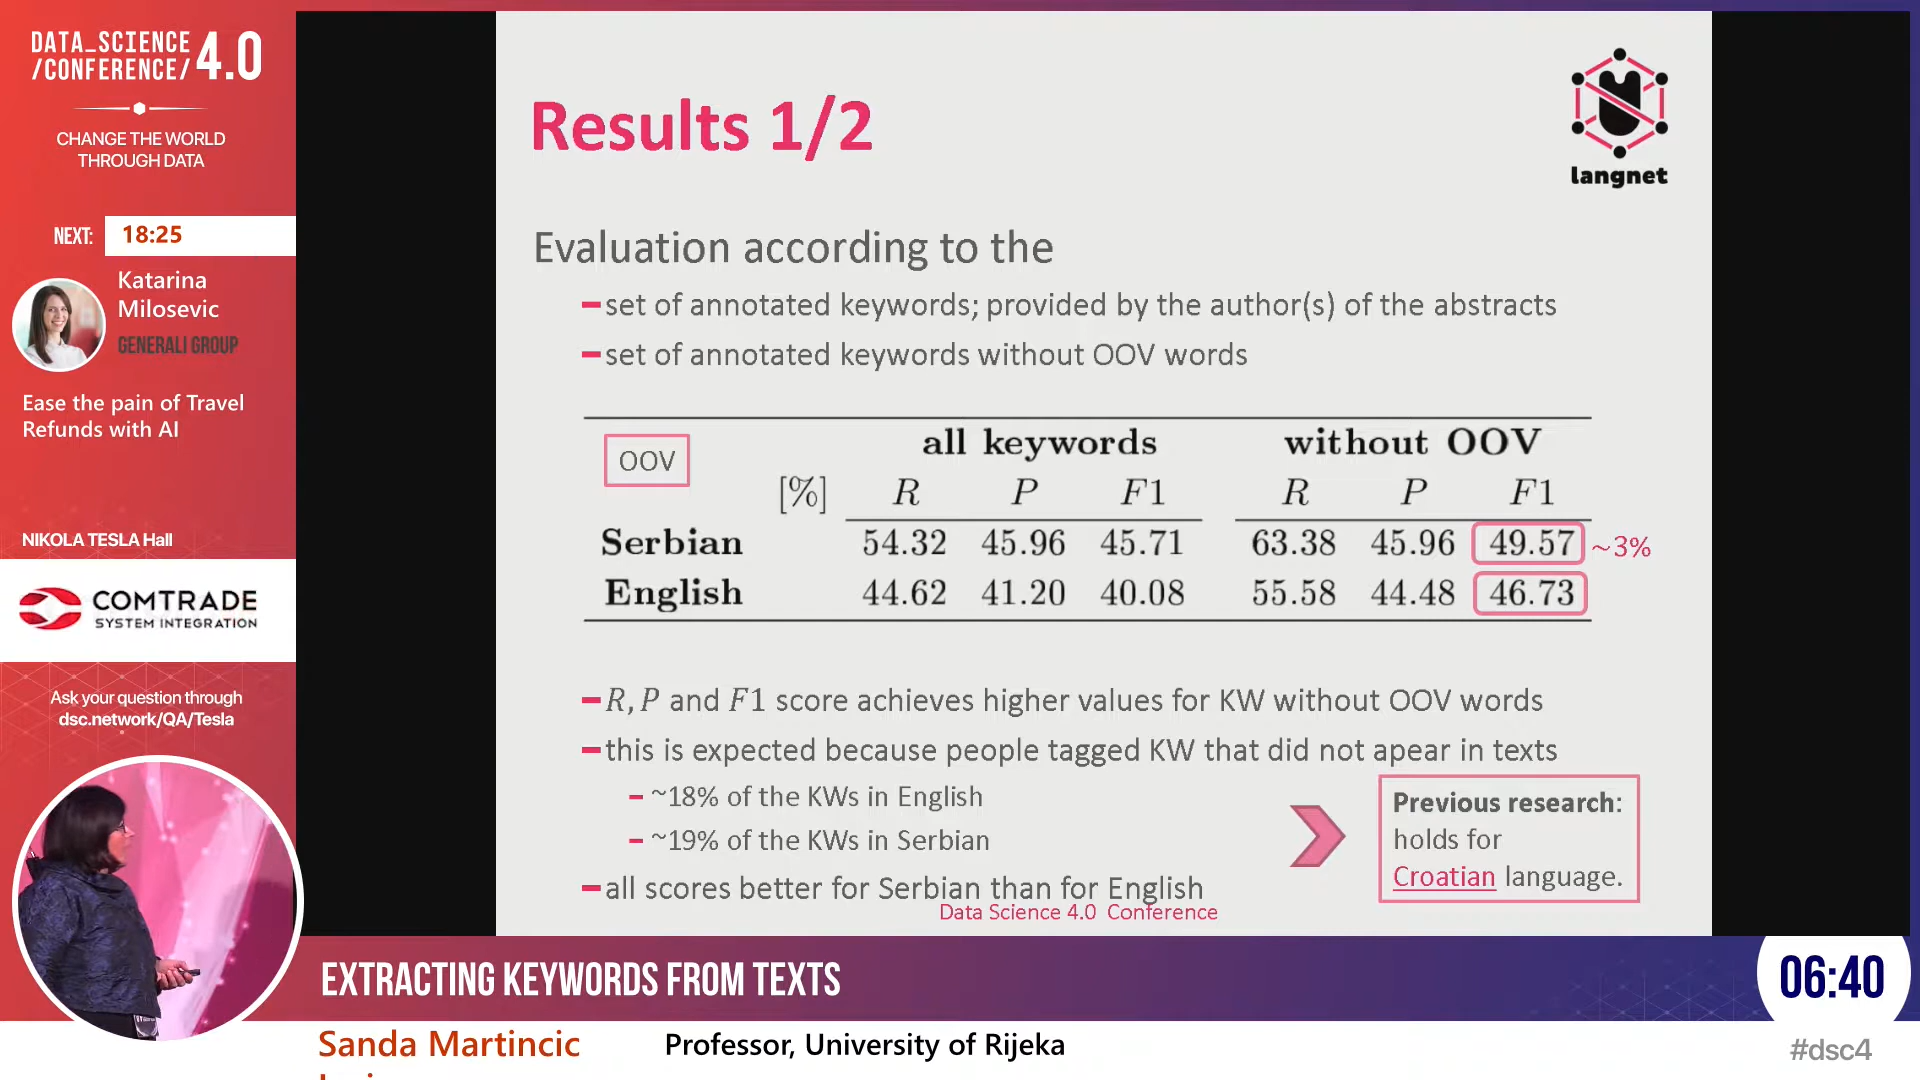 DATA_SCIENCE
/CONFERENCE/ 4.0
CHANGE THE WORLD
THROUGH DATA
NEXT: 18:25
Katarina
Milosevic
GENERALI GROUP
Ease the pain of Travel
Refunds with AI
NIKOLA TESLA Hall
COMTRADE
SYSTEM INTEGRATION
Ask your question through
dsc.network/QA/Tesla
Results 1/2
langnet
Evaluation according to the
set of annotated keywords; provided by the author(s) of the abstracts
set of annotated keywords without OOV words
OOV all keywords without OOV
[%] R P F1 R P F1
Serbian 54.32 45.96 45.71 63.38 45.96 49.57 ~3%
English 44.62 41.20 40.08 55.58 44.48 46.73
R, P and F1 score achieves higher values for KW without OOV words
this is expected because people tagged KW that did not apear in texts
~18% of the KWs in English
~19% of the KWs in Serbian
all scores better for Serbian than for English
Previous research:
holds for
Croatian language.
Data Science 4.0 Conference
EXTRACTING KEYWORDS FROM TEXTS
06:40
Sanda Martincic
Professor, University of Rijeka
#dsc4